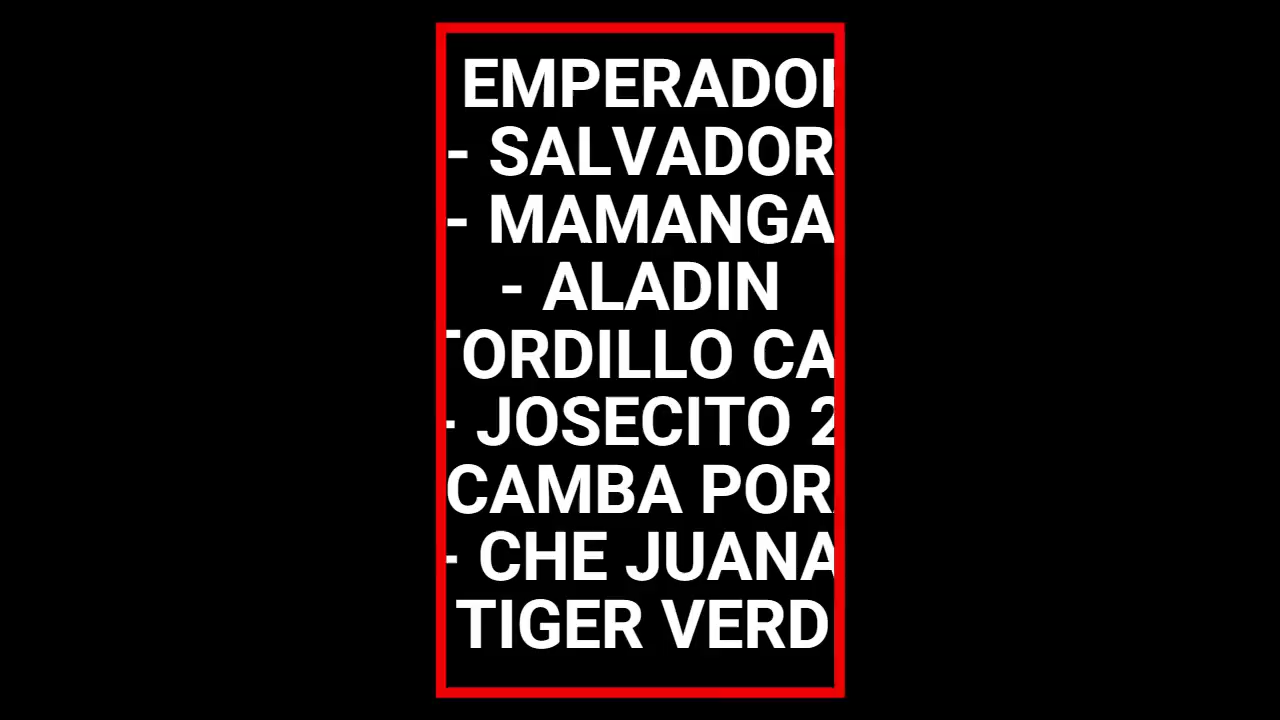 EMPERADOR
- SALVADOR
- MAMANGA
- ALADIN
TORDILLO CA
- JOSECITO 2
CAMBA POR
- CHE JUANA
TIGER VERD